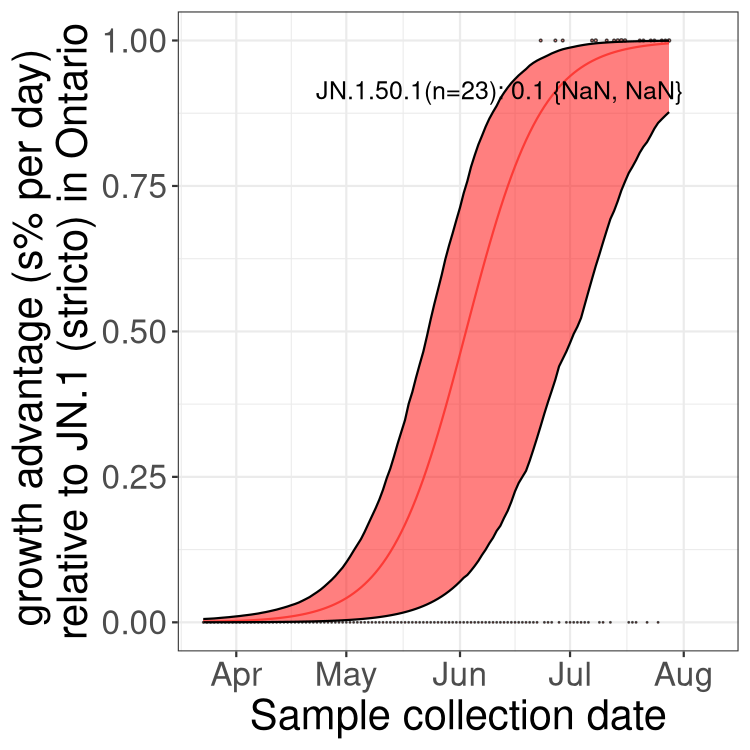 growth advantage (s% per day)
relative to JN.1 (stricto) in Ontario
1.00
0.75
0.50
0.25
0.00
JN.1.50.1(n=23): 0.1 {NaN, NaN}
Apr May Jun Jul Aug
Sample collection date